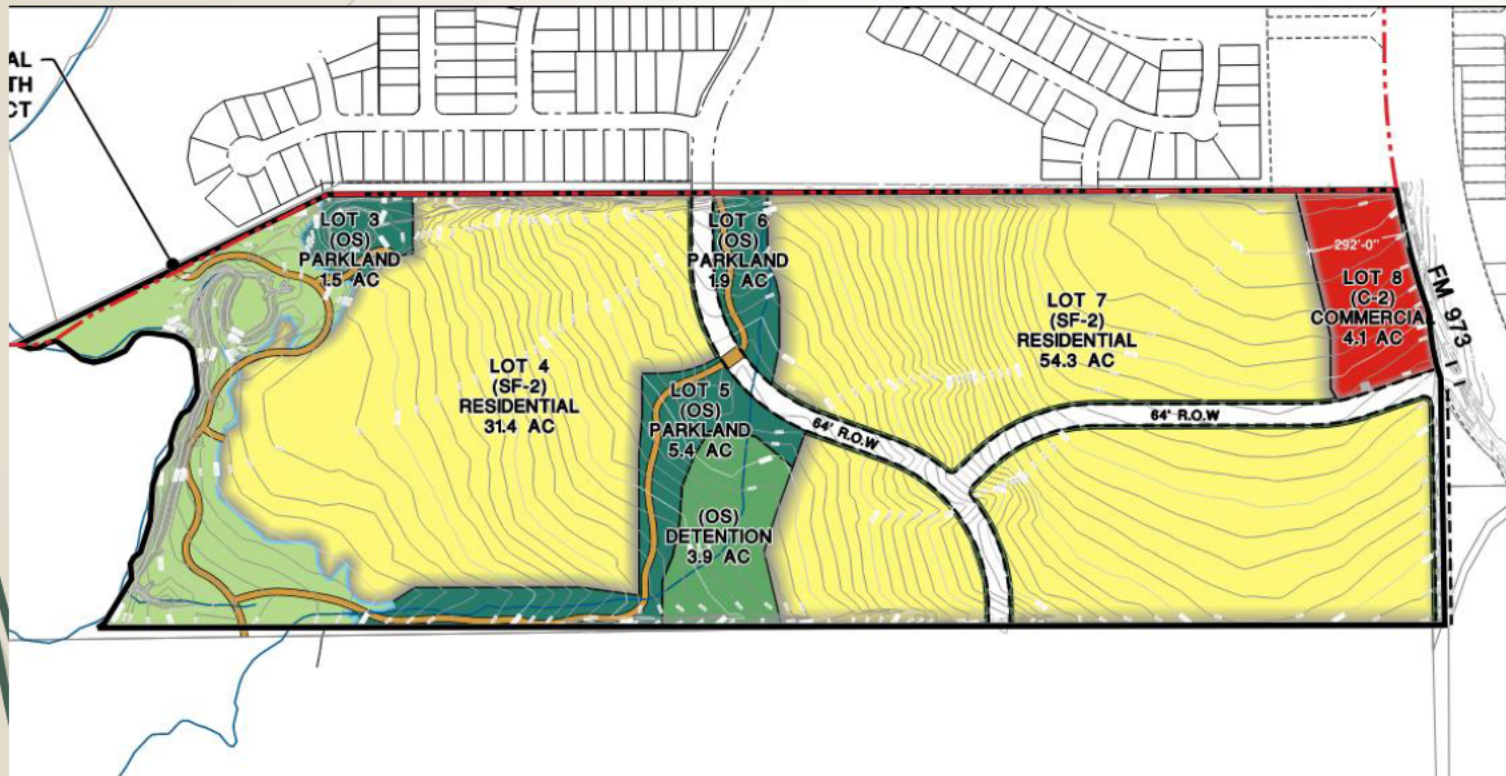 AL
TH
CT
LOT 3
(OS)
PARKLAND
1.5 AC
LOT 6
(OS)
PARKLAND
1.9 AC
292'-0"
LOT 8
(C-2)
COMMERCIAL
4.1 AC
FM 973
LOT 7
(SF-2)
RESIDENTIAL
54.3 AC
LOT 4
(SF-2)
RESIDENTIAL
31.4 AC
LOT 5
(OS)
PARKLAND
5.4 AC
64' R.O.W
64' R.O.W
(OS)
DETENTION
3.9 AC